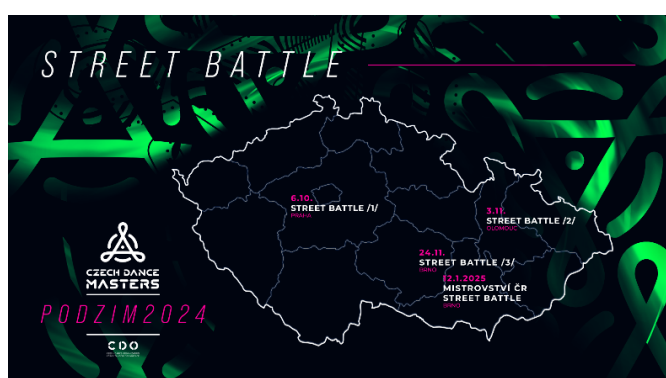 STREET BATTLE
6.10.
STREET BATTLE /1/
PRAHA
3.11.
STREET BATTLE /2/
OLOMOUC
24.11.
STREET BATTLE /3/
BRNO
12.1.2025
MISTROVSTVÍ ČR
STREET BATTLE
BRNO
CZECH DANCE
MASTERS
PODZIM2024
CDO